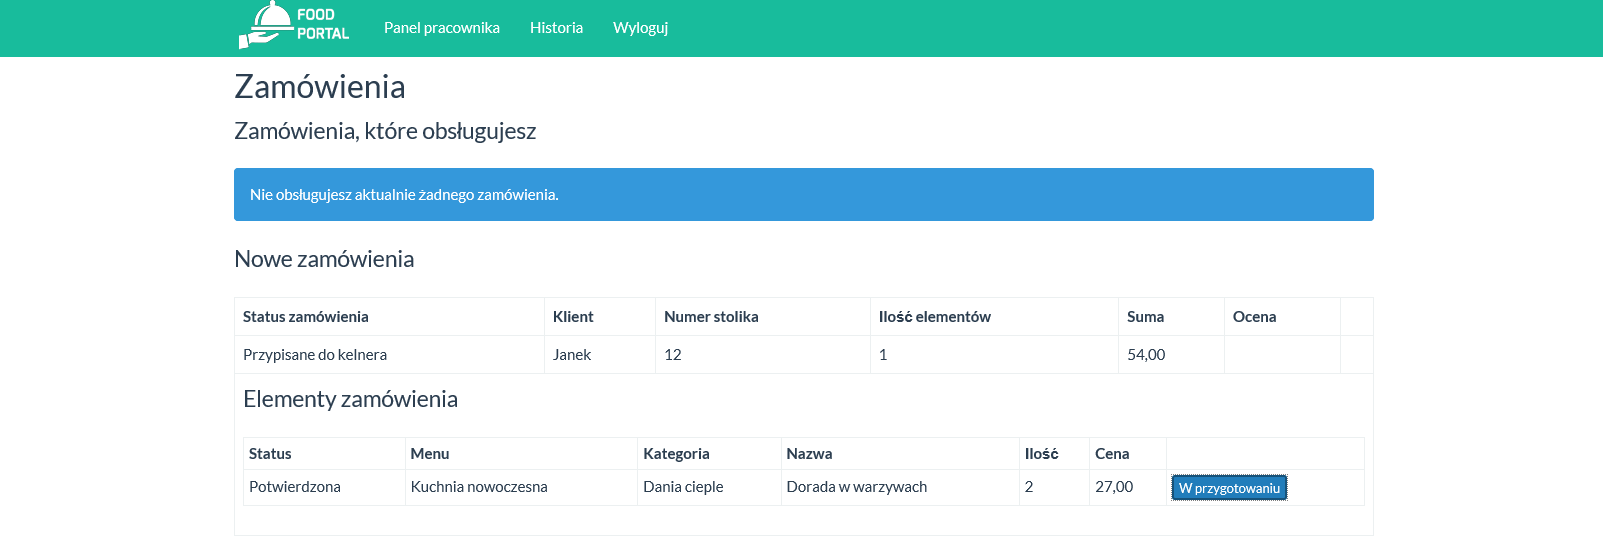 FOOD
PORTAL
Panel pracownika Historia Wyloguj
Zamówienia
Zamówienia, które obsługujesz
Nie obsługujesz aktualnie żadnego zamówienia.
Nowe zamówienia
Status zamówienia Klient Numer stolika Ilość elementów Suma Ocena
Przypisane do kelnera Janek 12 1 54,00
Elementy zamówienia
Status Menu Kategoria Nazwa Ilość Cena
Potwierdzona Kuchnia nowoczesna Dania cieple Dorada w warzywach 2 27,00 W przygotowaniu